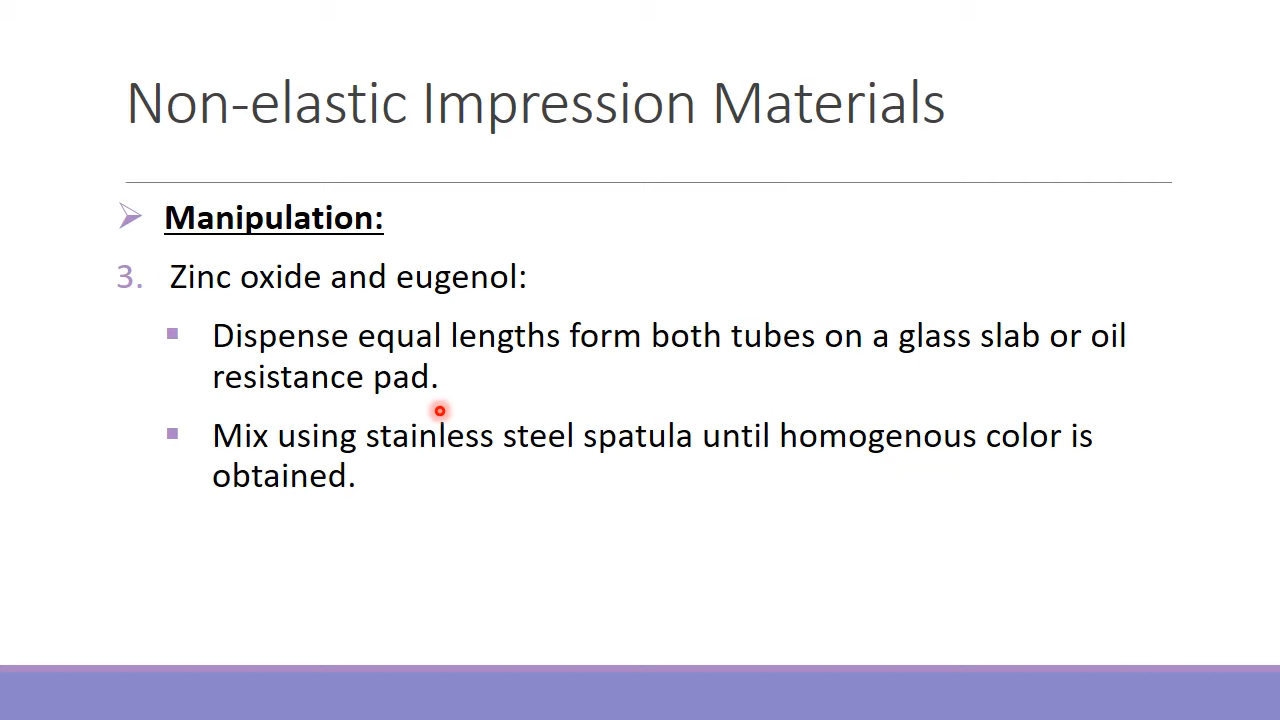 Non-elastic Impression Materials
Manipulation:
3. Zinc oxide and eugenol:
Dispense equal lengths form both tubes on a glass slab or oil
resistance pad.
Mix using stainless steel spatula until homogenous color is
obtained.